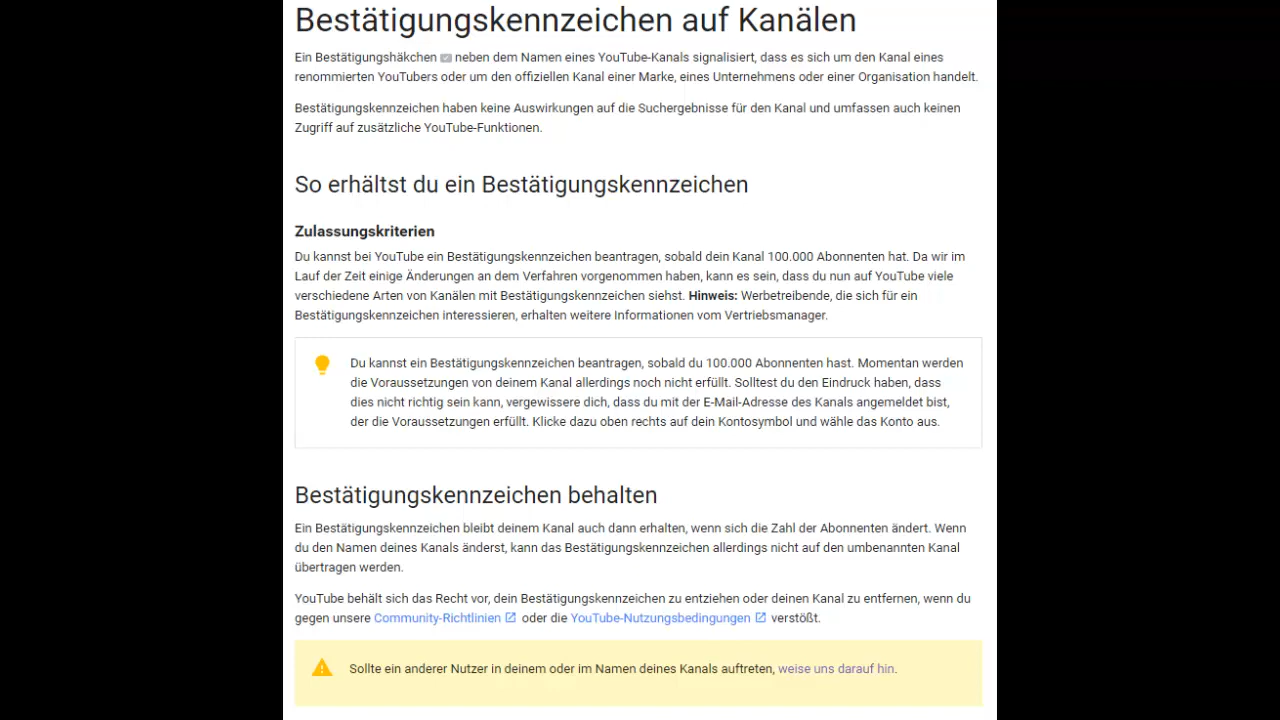 Bestätigungskennzeichen auf Kanälen
Ein Bestätigungshäkchen neben dem Namen eines YouTube-Kanals signalisiert, dass es sich um den Kanal eines
renommierten YouTubers oder um den offiziellen Kanal einer Marke, eines Unternehmens oder einer Organisation handelt.
Bestätigungskennzeichen haben keine Auswirkungen auf die Suchergebnisse für den Kanal und umfassen auch keinen
Zugriff auf zusätzliche YouTube-Funktionen.
So erhältst du ein Bestätigungskennzeichen
Zulassungskriterien
Du kannst bei YouTube ein Bestätigungskennzeichen beantragen, sobald dein Kanal 100.000 Abonnenten hat. Da wir im
Lauf der Zeit einige Änderungen an dem Verfahren vorgenommen haben, kann es sein, dass du nun auf YouTube viele
verschiedene Arten von Kanälen mit Bestätigungskennzeichen siehst. Hinweis: Werbetreibende, die sich für ein
Bestätigungskennzeichen interessieren, erhalten weitere Informationen vom Vertriebsmanager.
Du kannst ein Bestätigungskennzeichen beantragen, sobald du 100.000 Abonnenten hast. Momentan werden
die Voraussetzungen von deinem Kanal allerdings noch nicht erfüllt. Solltest du den Eindruck haben, dass
dies nicht richtig sein kann, vergewissere dich, dass du mit der E-Mail-Adresse des Kanals angemeldet bist,
der die Voraussetzungen erfüllt. Klicke dazu oben rechts auf dein Kontosymbol und wähle das Konto aus.
Bestätigungskennzeichen behalten
Ein Bestätigungskennzeichen bleibt deinem Kanal auch dann erhalten, wenn sich die Zahl der Abonnenten ändert. Wenn
du den Namen deines Kanals änderst, kann das Bestätigungskennzeichen allerdings nicht auf den umbenannten Kanal
übertragen werden.
YouTube behält sich das Recht vor, dein Bestätigungskennzeichen zu entziehen oder deinen Kanal zu entfernen, wenn du
gegen unsere Community-Richtlinien oder die YouTube-Nutzungsbedingungen verstößt.
Sollte ein anderer Nutzer in deinem oder im Namen deines Kanals auftreten, weise uns darauf hin.